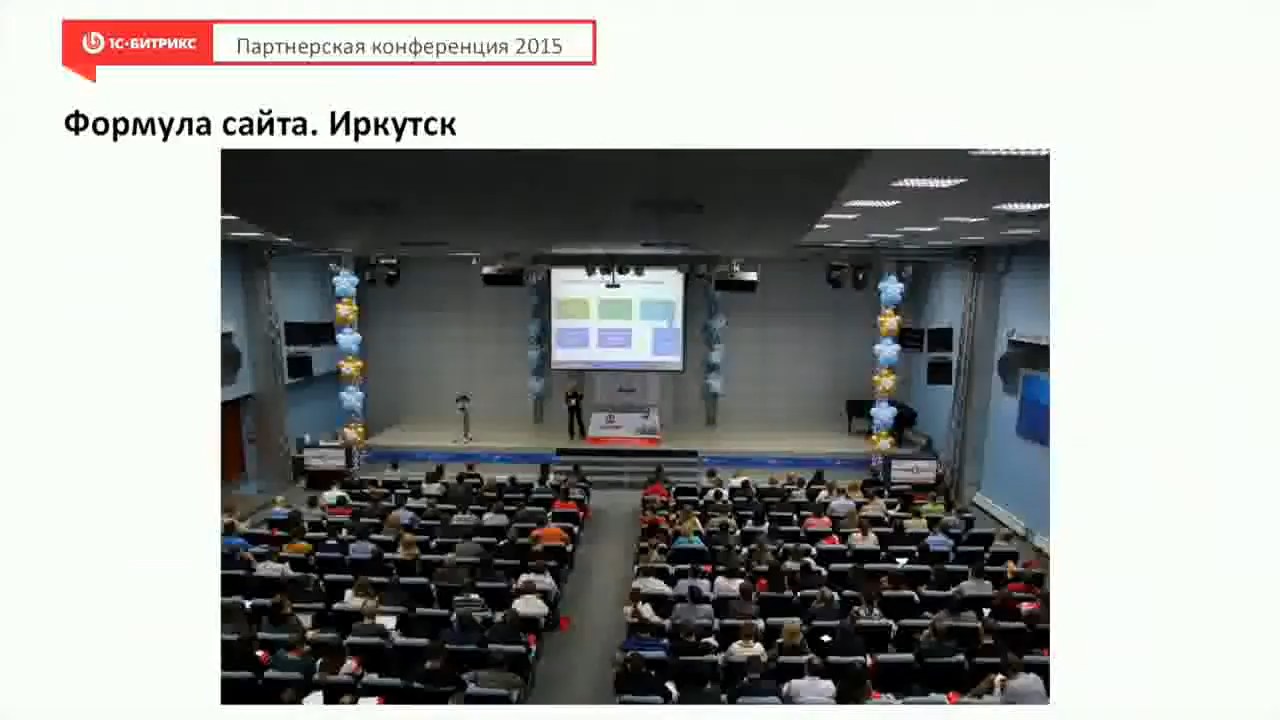 1С-БИТРИКС
Партнерская конференция 2015
Формула сайта. Иркутск